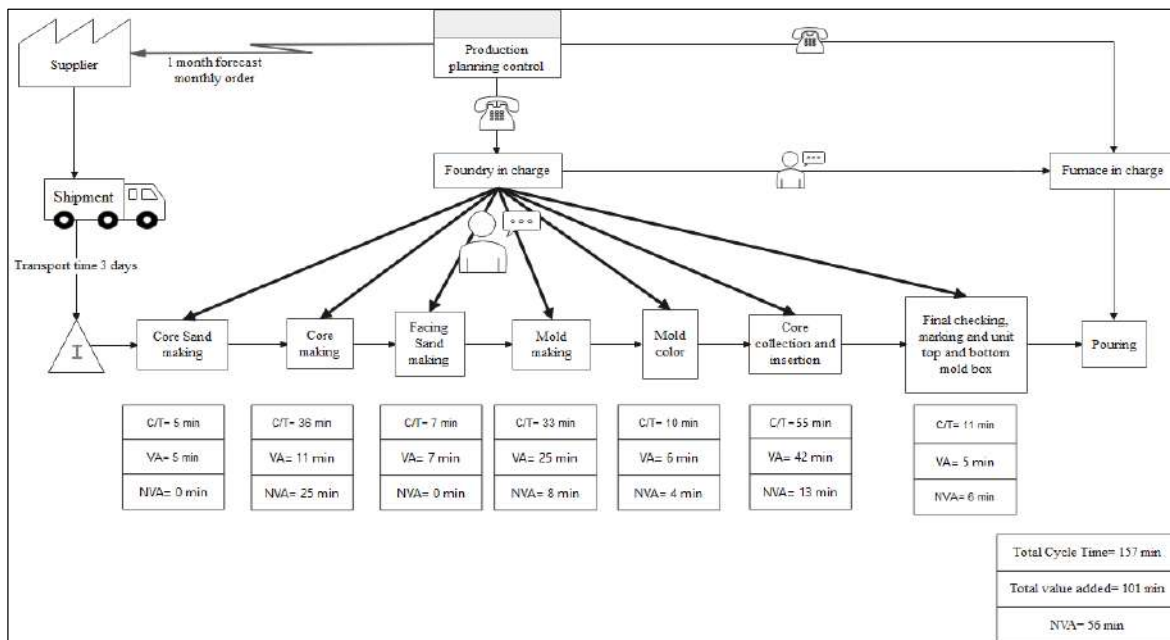 Supplier
1 month forecast
monthly order
Production
planning control
Shipment
Foundry in charge
Furnace in charge
Transport time 3 days
I
Core Sand
making
Core
making
Facing
Sand
making
Mold
making
Mold
color
Core
collection and
insertion
Final checking,
marking and unit
top and bottom
mold box
Pouring
C/T= 5 min
VA= 5 min
NVA= 0 min
C/T= 36 min
VA= 11 min
NVA= 25 min
C/T= 7 min
VA= 7 min
NVA= 0 min
C/T= 33 min
VA= 25 min
NVA= 8 min
C/T= 10 min
VA= 6 min
NVA= 4 min
C/T= 55 min
VA= 42 min
NVA= 13 min
C/T= 11 min
VA= 5 min
NVA= 6 min
Total Cycle Time= 157 min
Total value added= 101 min
NVA= 56 min